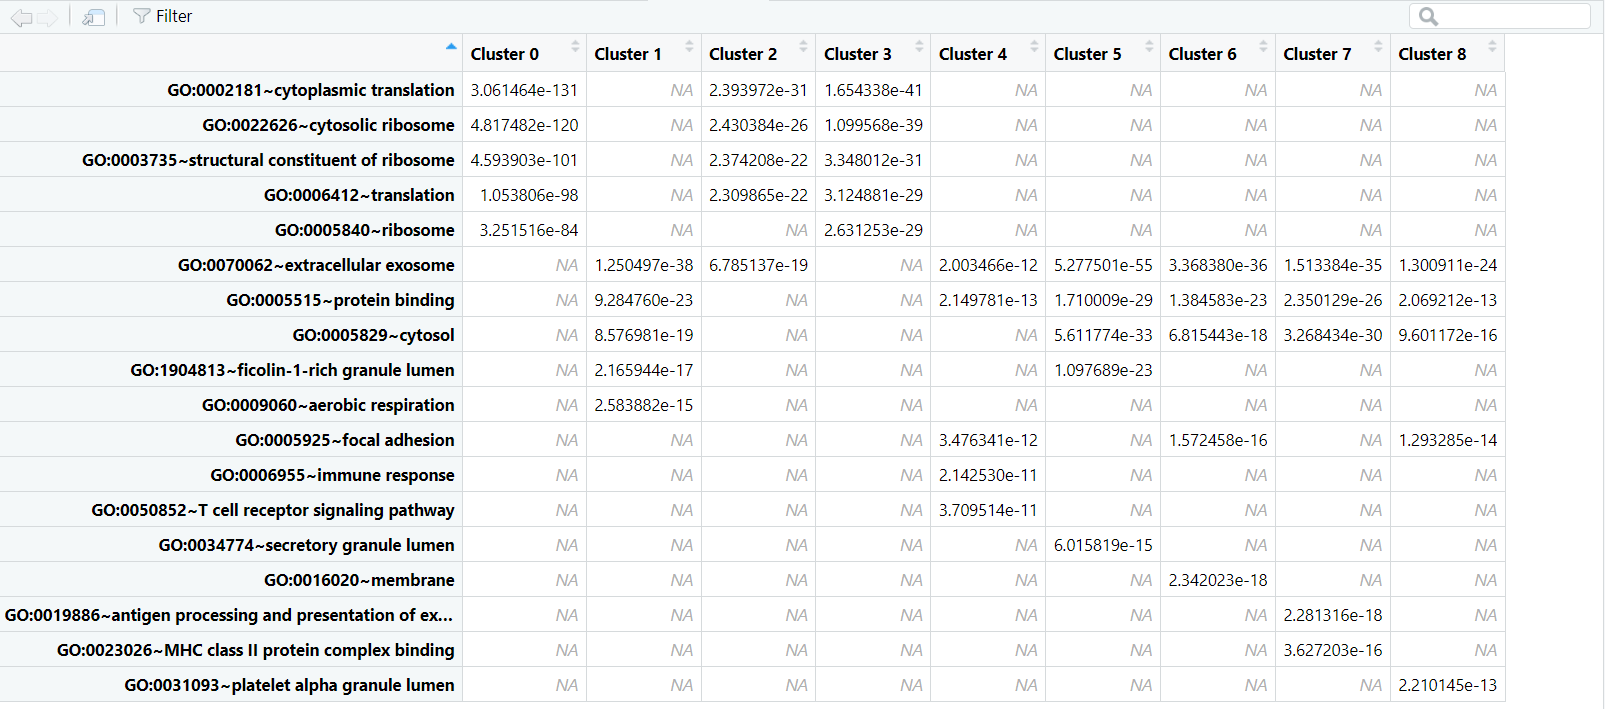 Filter
Cluster 0 Cluster 1 Cluster 2 Cluster 3 Cluster 4 Cluster 5 Cluster 6 Cluster 7 Cluster 8
GO:0002181~cytoplasmic translation 3.061464e-131 NA 2.393972e-31 1.654338e-41 NA NA NA NA NA
GO:0022626~cytosolic ribosome 4.817482e-120 NA 2.430384e-26 1.099568e-39 NA NA NA NA NA
GO:0003735~structural constituent of ribosome 4.593903e-101 NA 2.374208e-22 3.348012e-31 NA NA NA NA NA
GO:0006412~translation 1.053806e-98 NA 2.309865e-22 3.124881e-29 NA NA NA NA NA
GO:0005840~ribosome 3.251516e-84 NA NA 2.631253e-29 NA NA NA NA NA
GO:0070062~extracellular exosome NA 1.250497e-38 6.785137e-19 NA 2.003466e-12 5.277501e-55 3.368380e-36 1.513384e-35 1.300911e-24
GO:0005515~protein binding NA 9.284760e-23 NA NA 2.149781e-13 1.710009e-29 1.384583e-23 2.350129e-26 2.069212e-13
GO:0005829~cytosol NA 8.576981e-19 NA NA NA 5.611774e-33 6.815443e-18 3.268434e-30 9.601172e-16
GO:1904813~ficolin-1-rich granule lumen NA 2.165944e-17 NA NA NA 1.097689e-23 NA NA NA
GO:0009060~aerobic respiration NA 2.583882e-15 NA NA NA NA NA NA NA
GO:0005925~focal adhesion NA NA NA NA 3.476341e-12 NA 1.572458e-16 NA 1.293285e-14
GO:0006955~immune response NA NA NA NA 2.142530e-11 NA NA NA NA
GO:0050852~T cell receptor signaling pathway NA NA NA NA 3.709514e-11 NA NA NA NA
GO:0034774~secretory granule lumen NA NA NA NA NA 6.015819e-15 NA NA NA
GO:0016020~membrane NA NA NA NA NA NA 2.342023e-18 NA NA
GO:0019886~antigen processing and presentation of ex... NA NA NA NA NA NA NA 2.281316e-18 NA
GO:0023026~MHC class II protein complex binding NA NA NA NA NA NA NA 3.627203e-16 NA
GO:0031093~platelet alpha granule lumen NA NA NA NA NA NA NA NA 2.210145e-13